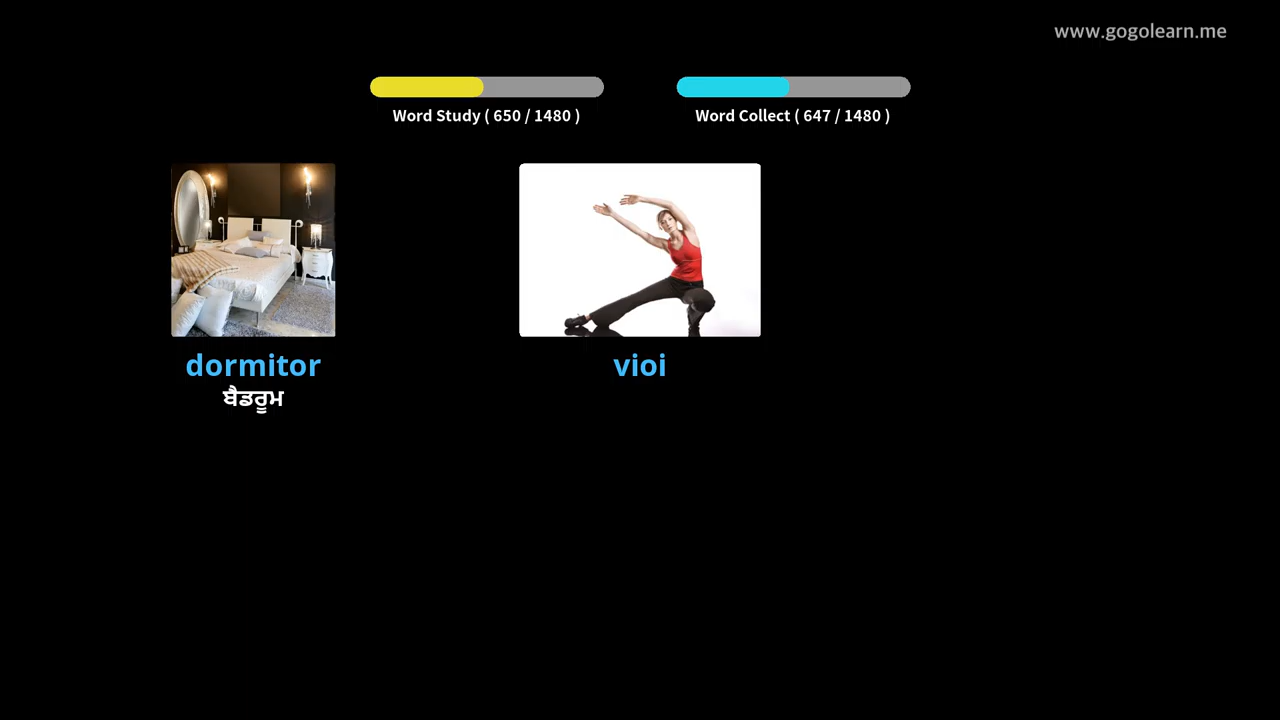 www.gogolearn.me
Word Study ( 650 / 1480 )
Word Collect ( 647 / 1480 )
dormitor
ਬੈਡਰੂਮ
vioi